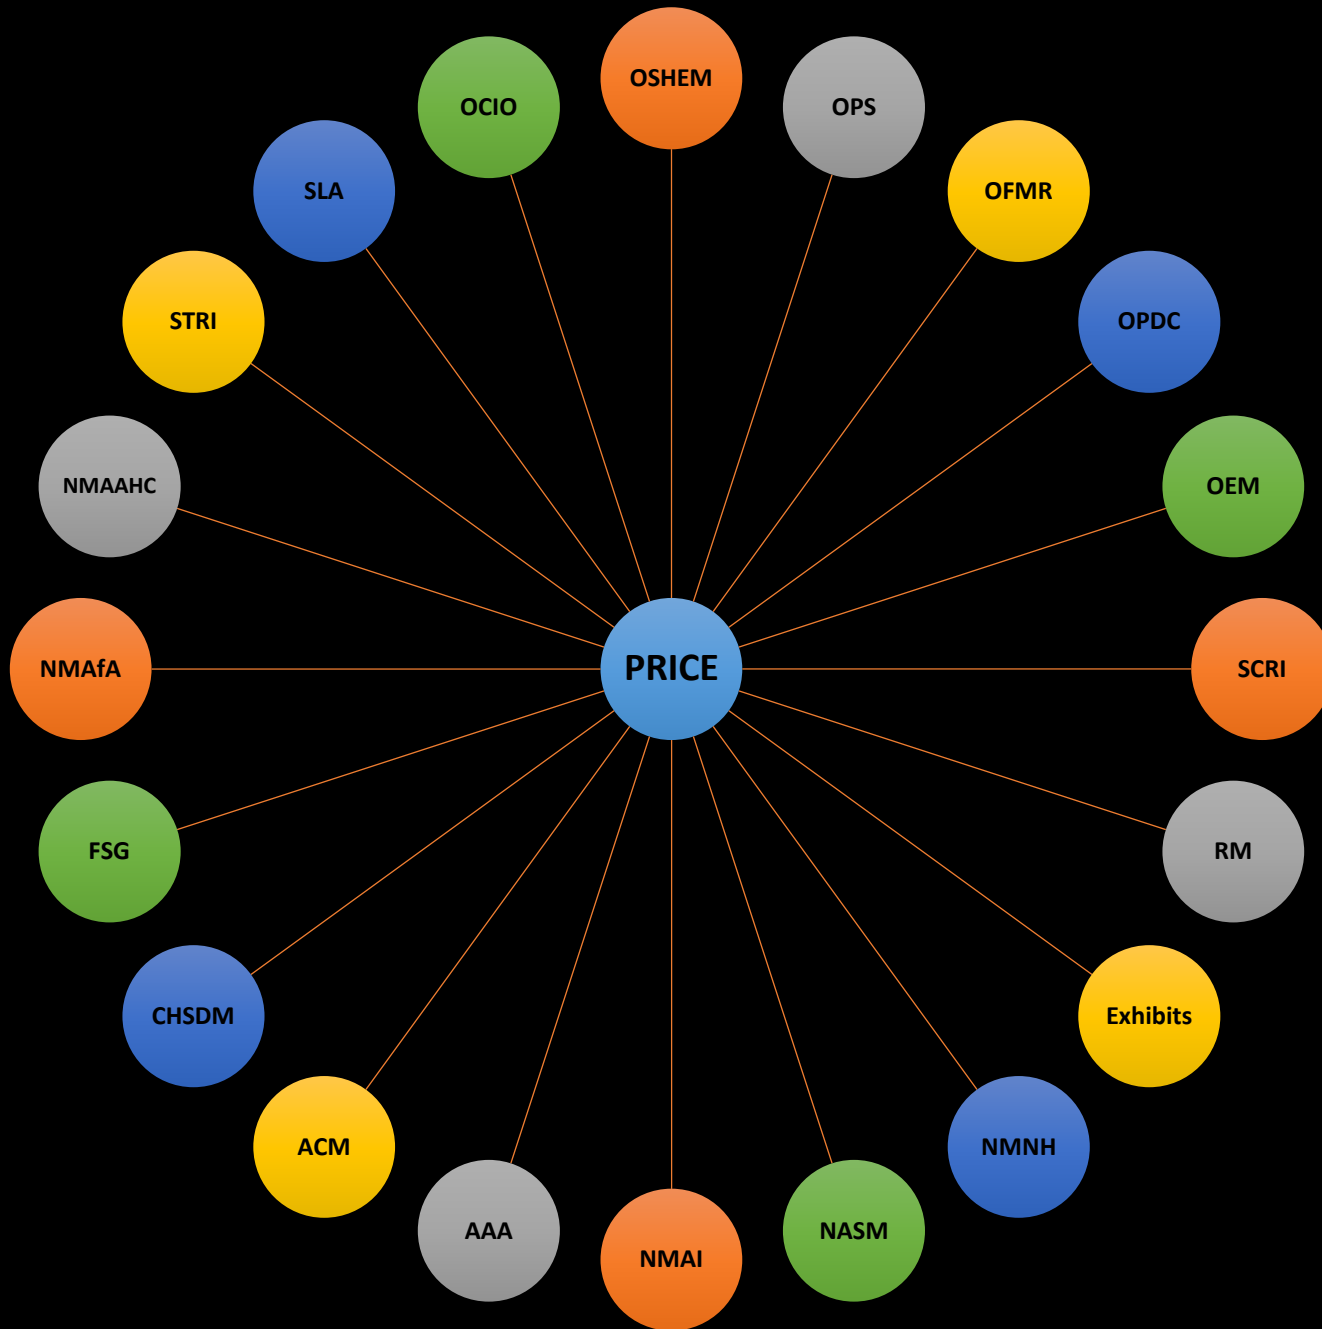 OSHEM
OPS
OFMR
OPDC
OEM
SCRI
RM
Exhibits
NMNH
NASM
NMAI
AAA
ACM
CHSDM
FSG
NMAfA
NMAAHC
STRI
SLA
OCIO
PRICE